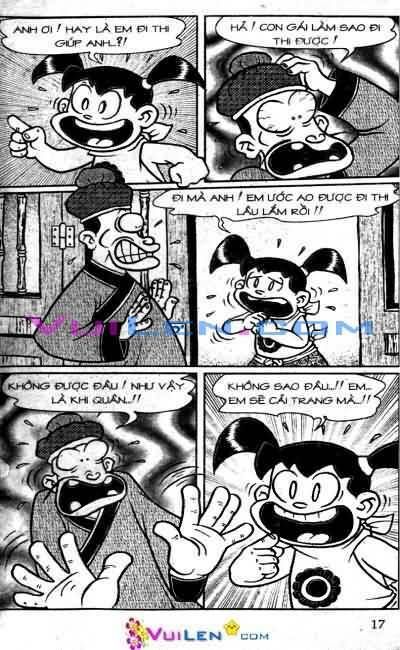 ANH ƠI! HAY LÀ EM ĐI THI
GIÚP ANH...?!
HẢ! CON GÁI LÀM SAO ĐI
THI ĐƯỢC!
ĐI MÀ ANH! EM ƯỚC AO ĐƯỢC ĐI THI
LÂU LẮM RỒI!!
VUILEN.COM
KHÔNG ĐƯỢC ĐÂU! NHƯ VẬY
LÀ KHI QUÂN...!!
KHÔNG SAO ĐÂU...!! EM...
EM SẼ CẢI TRANG MÀ...!!
17
VUILEN.COM